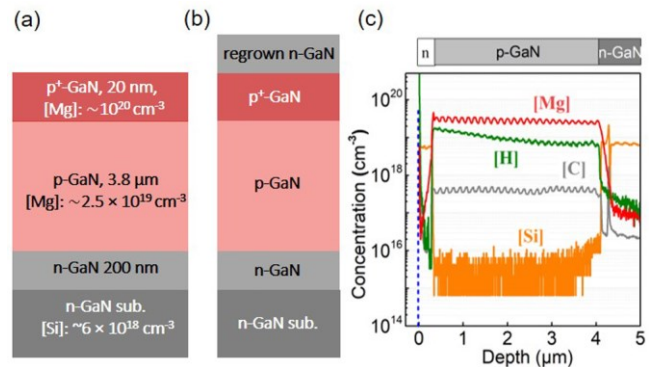 (a)
p⁺-GaN, 20 nm,
[Mg]: ~10²⁰ cm⁻³
p-GaN, 3.8 μm
[Mg]: ~2.5 × 10¹⁹ cm⁻³
n-GaN 200 nm
n-GaN sub.
[Si]: ~6 × 10¹⁸ cm⁻³
(b)
regrown n-GaN
p⁺-GaN
p-GaN
n-GaN
n-GaN sub.
(c)
n
p-GaN
n-GaN
Concentration (cm⁻³)
10²⁰
10¹⁸
10¹⁶
10¹⁴
[Mg]
[H]
[C]
[Si]
0 1 2 3 4 5
Depth (μm)